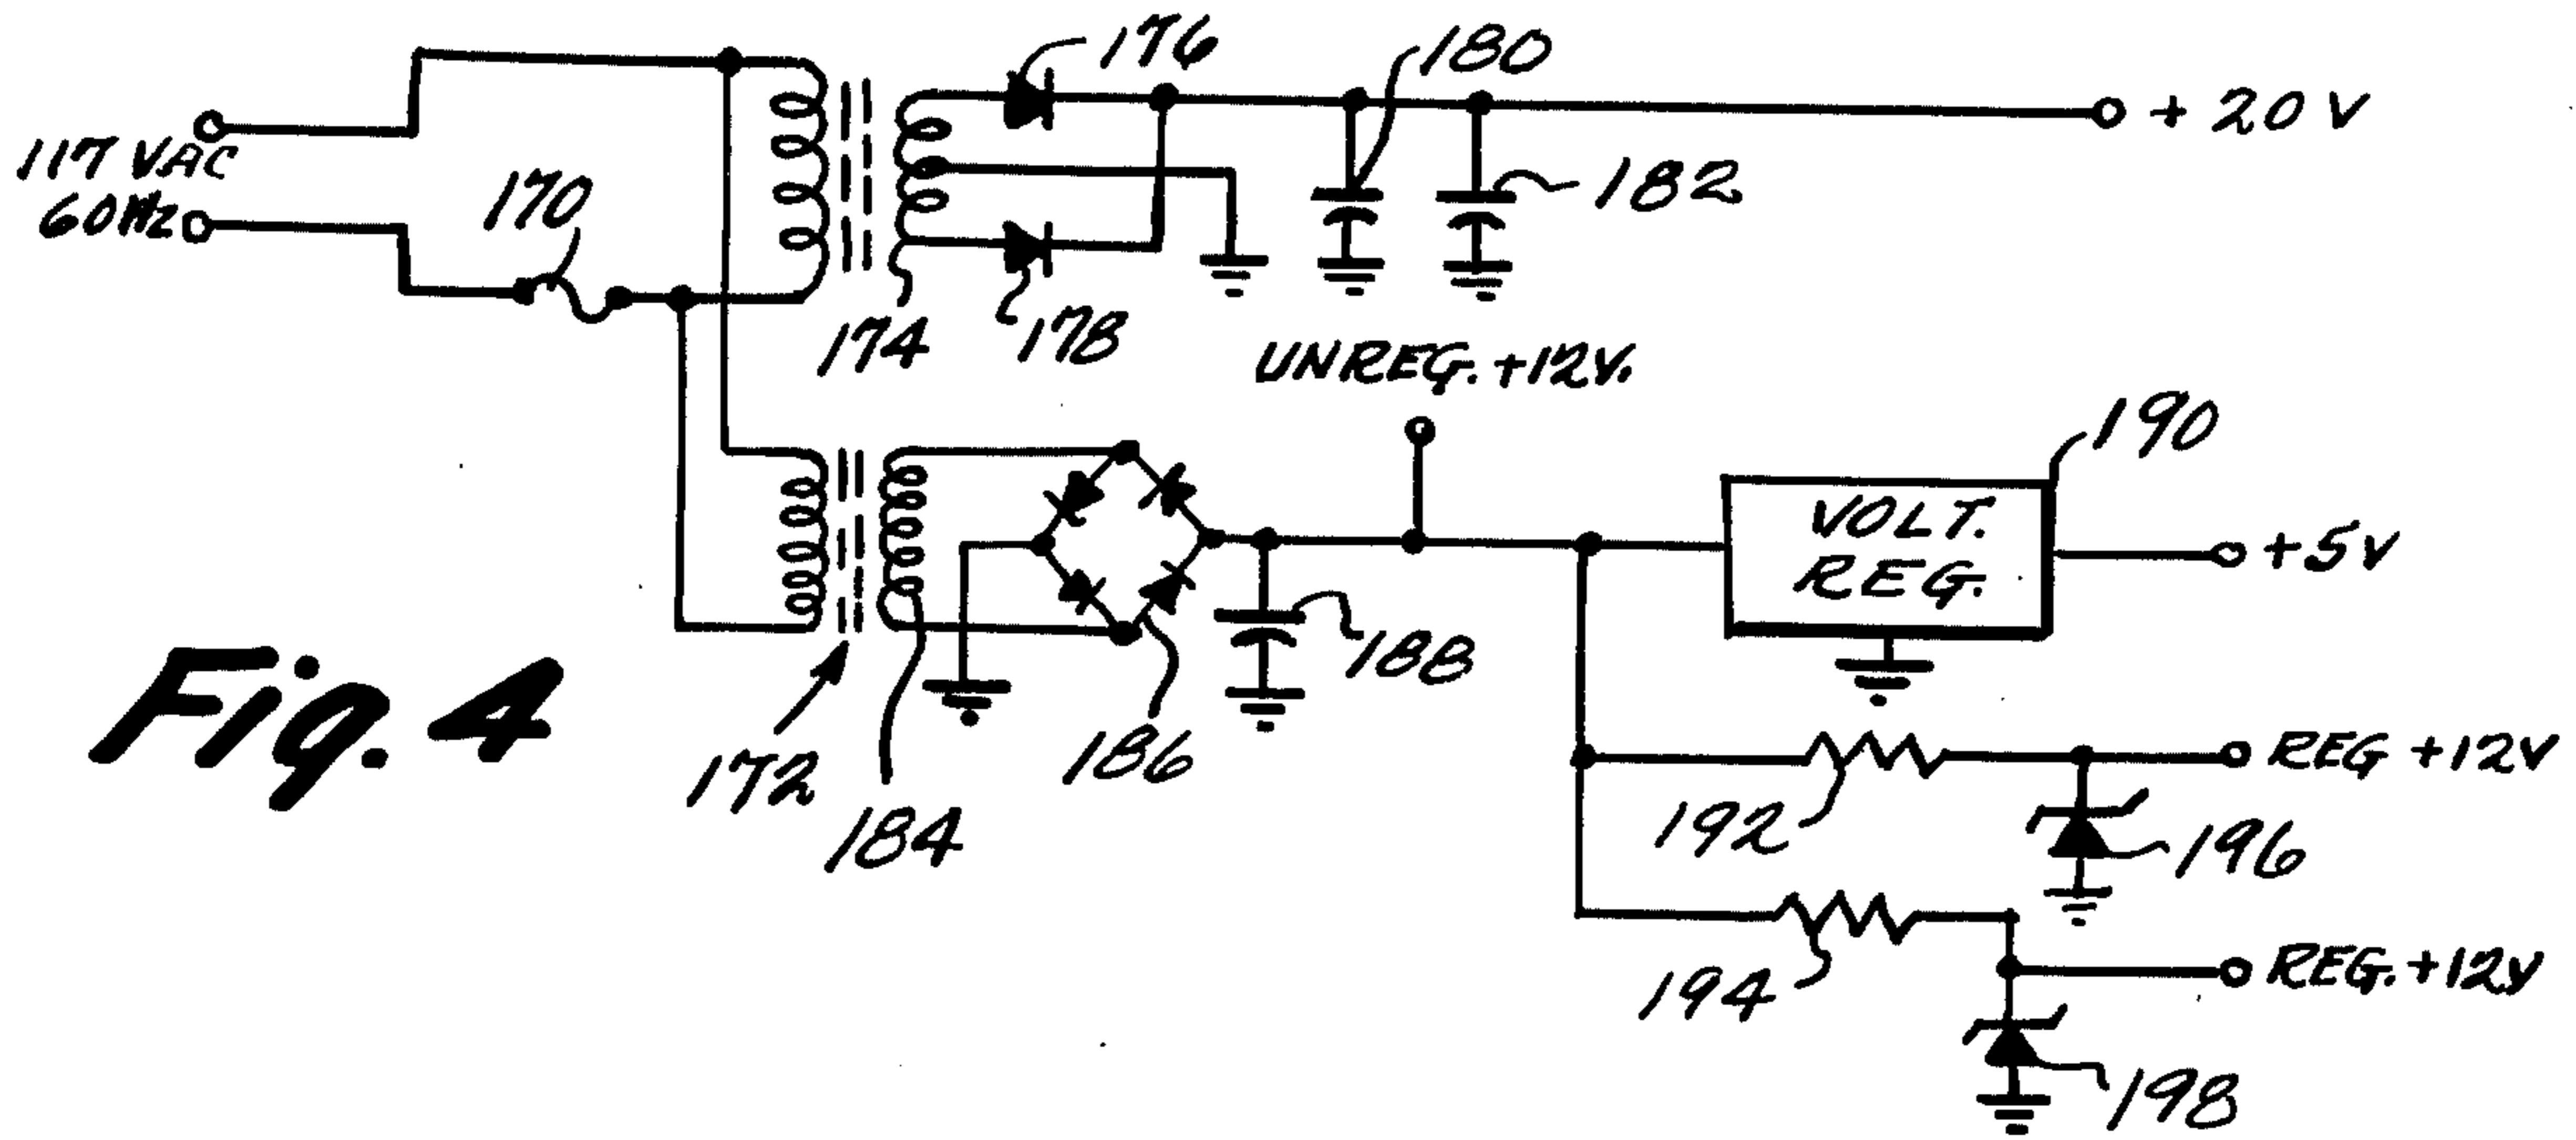 176
180
+ 20 V
117 VAC
60Hz
170
182
174
178
UNREG. +12V.
190
VOLT.
REG.
+5V
188
Fig. 4
172
184
186
192
REG +12V
196
194
REG. +12V
198